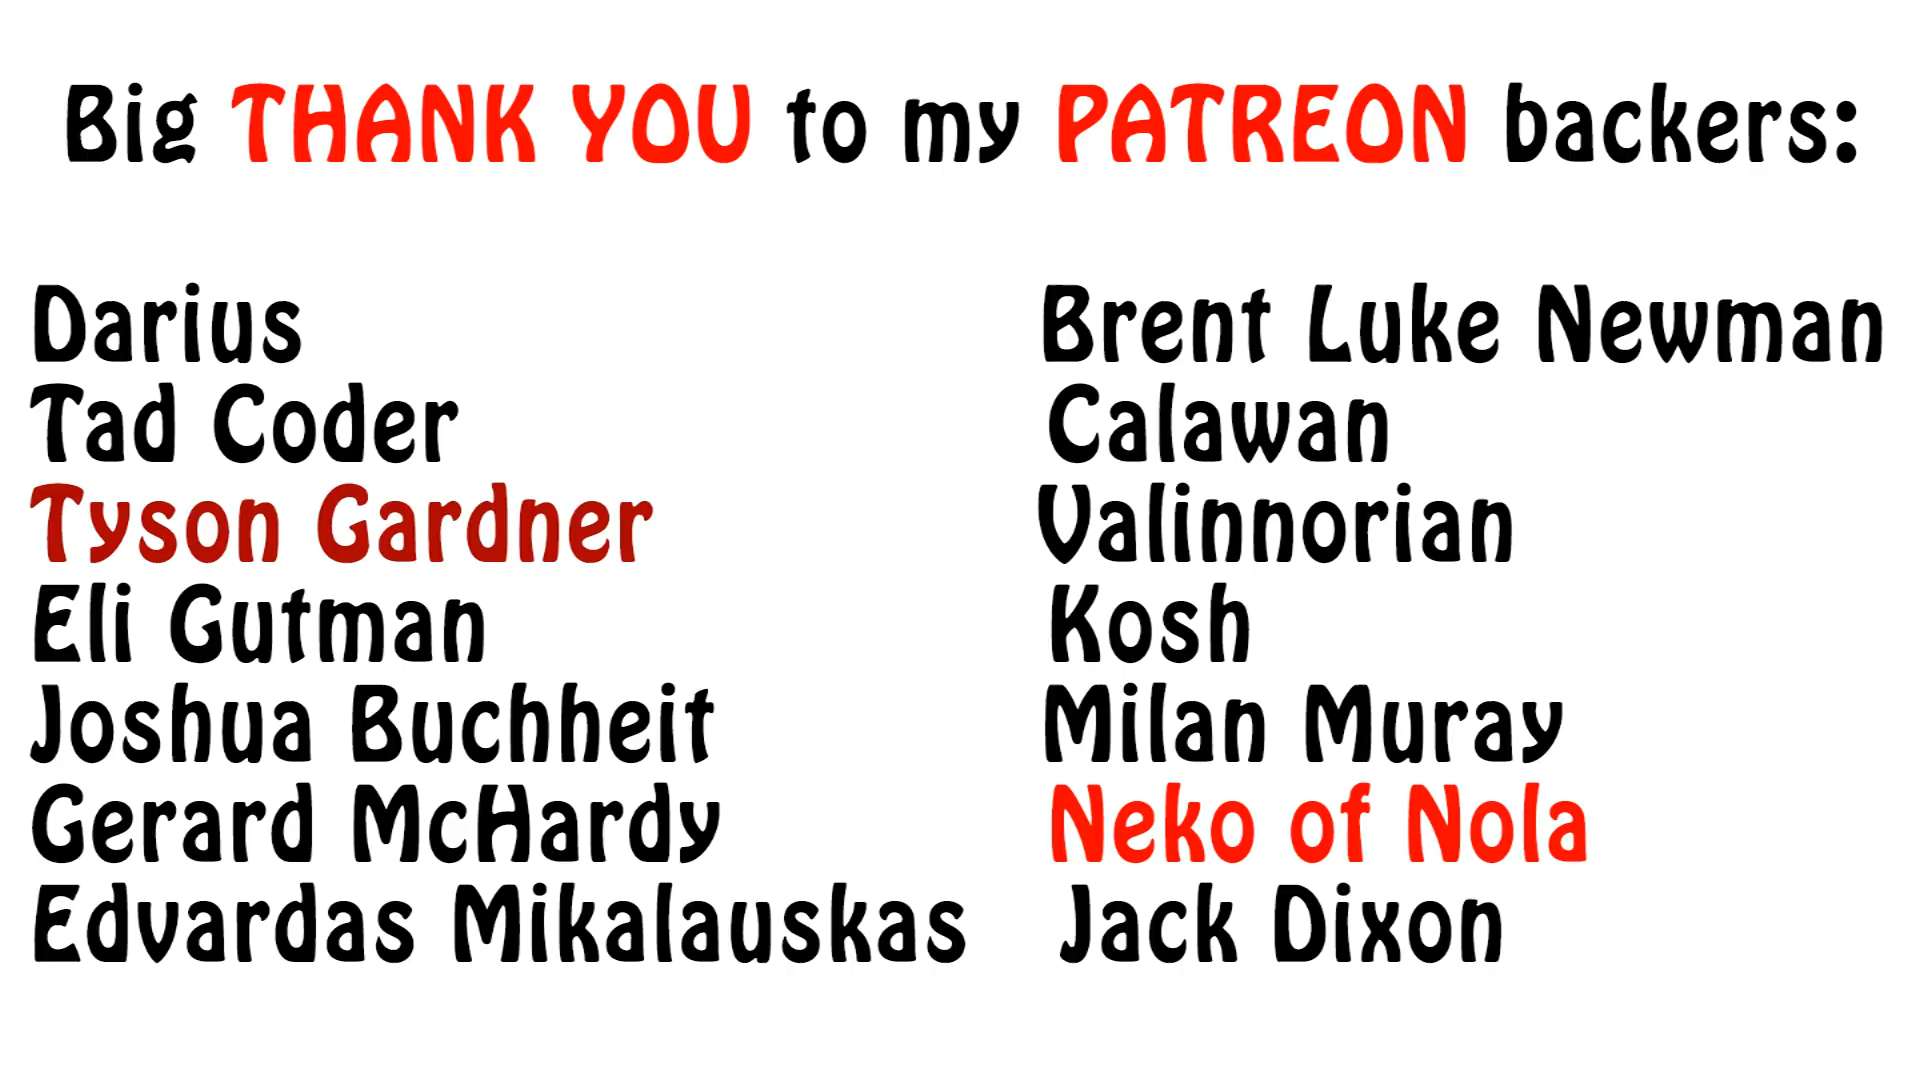 Big THANK YOU to my PATREON backers:
Darius
Tad Coder
Tyson Gardner
Eli Gutman
Joshua Buchheit
Gerard McHardy
Edvardas Mikalauskas
Brent Luke Newman
Calawan
Valinnorian
Kosh
Milan Muray
Neko of Nola
Jack Dixon